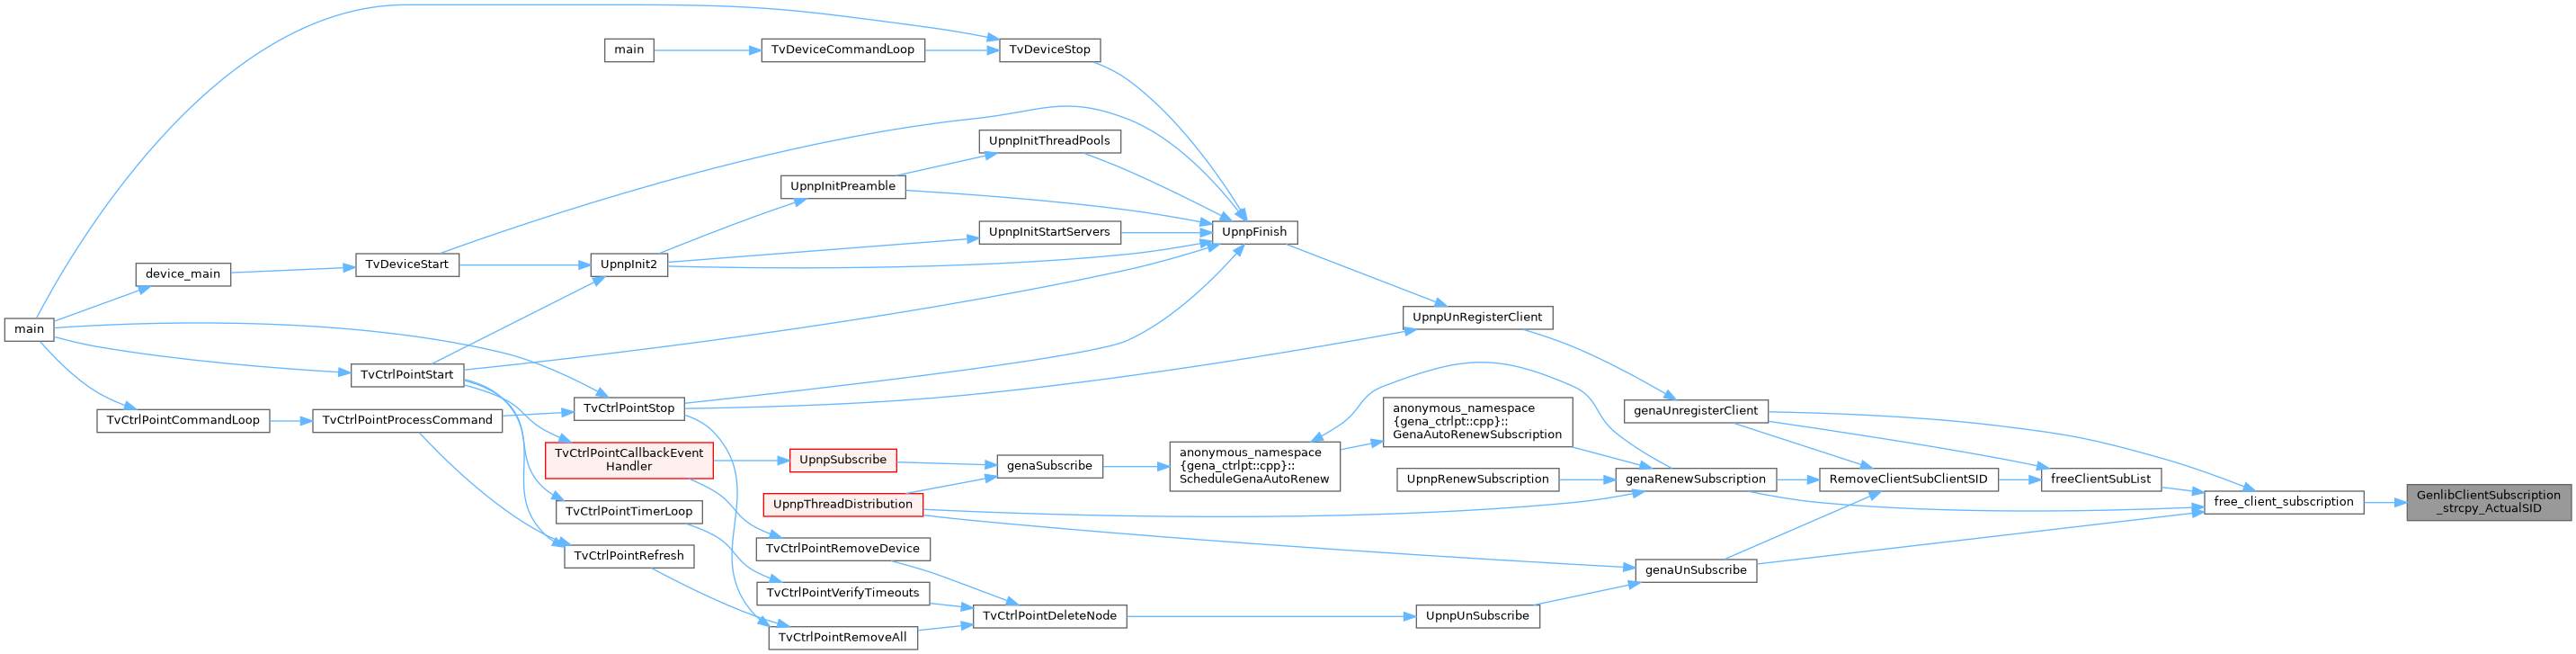 main
TvDeviceCommandLoop
TvDeviceStop
UpnpInitThreadPools
UpnpInitPreamble
UpnpInitStartServers
UpnpFinish
device_main
TvDeviceStart
UpnpInit2
main
UpnpUnRegisterClient
TvCtrlPointStart
TvCtrlPointCommandLoop
TvCtrlPointProcessCommand
TvCtrlPointStop
anonymous_namespace
{gena_ctrlpt::cpp}::
GenaAutoRenewSubscription
genaUnregisterClient
TvCtrlPointCallbackEvent
Handler
UpnpSubscribe
genaSubscribe
anonymous_namespace
{gena_ctrlpt::cpp}::
ScheduleGenaAutoRenew
UpnpRenewSubscription
genaRenewSubscription
RemoveClientSubClientSID
freeClientSubList
free_client_subscription
GenlibClientSubscription
_strcpy_ActualSID
UpnpThreadDistribution
TvCtrlPointTimerLoop
TvCtrlPointRefresh
TvCtrlPointRemoveDevice
genaUnSubscribe
TvCtrlPointVerifyTimeouts
TvCtrlPointDeleteNode
UpnpUnSubscribe
TvCtrlPointRemoveAll